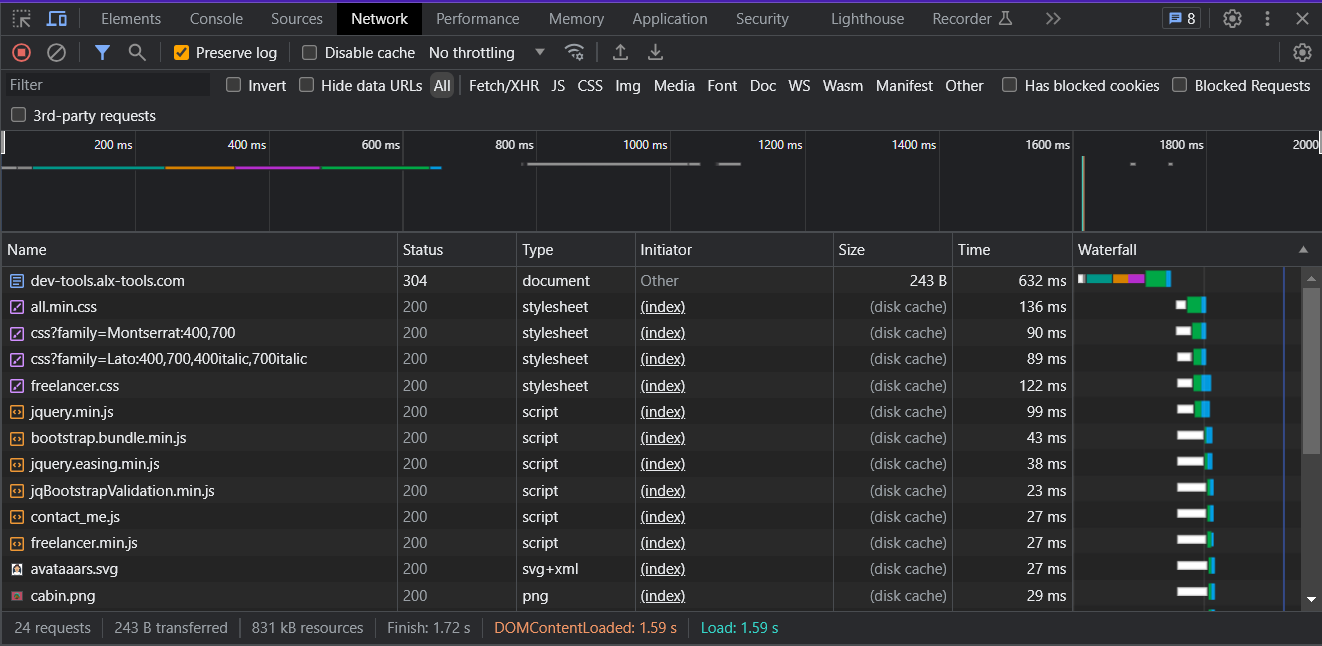 Elements Console Sources Network Performance Memory Application Security Lighthouse Recorder 8
Preserve log Disable cache No throttling
Filter Invert Hide data URLs All Fetch/XHR JS CSS Img Media Font Doc WS Wasm Manifest Other Has blocked cookies Blocked Requests
3rd-party requests
200 ms 400 ms 600 ms 800 ms 1000 ms 1200 ms 1400 ms 1600 ms 1800 ms 2000
Name Status Type Initiator Size Time Waterfall
dev-tools.alx-tools.com 304 document Other 243 B 632 ms
all.min.css 200 stylesheet (index) (disk cache) 136 ms
css?family=Montserrat:400,700 200 stylesheet (index) (disk cache) 90 ms
css?family=Lato:400,700,400italic,700italic 200 stylesheet (index) (disk cache) 89 ms
freelancer.css 200 stylesheet (index) (disk cache) 122 ms
jquery.min.js 200 script (index) (disk cache) 99 ms
bootstrap.bundle.min.js 200 script (index) (disk cache) 43 ms
jquery.easing.min.js 200 script (index) (disk cache) 38 ms
jqBootstrapValidation.min.js 200 script (index) (disk cache) 23 ms
contact_me.js 200 script (index) (disk cache) 27 ms
freelancer.min.js 200 script (index) (disk cache) 27 ms
avataaars.svg 200 svg+xml (index) (disk cache) 27 ms
cabin.png 200 png (index) (disk cache) 29 ms
24 requests 243 B transferred 831 kB resources Finish: 1.72 s DOMContentLoaded: 1.59 s Load: 1.59 s